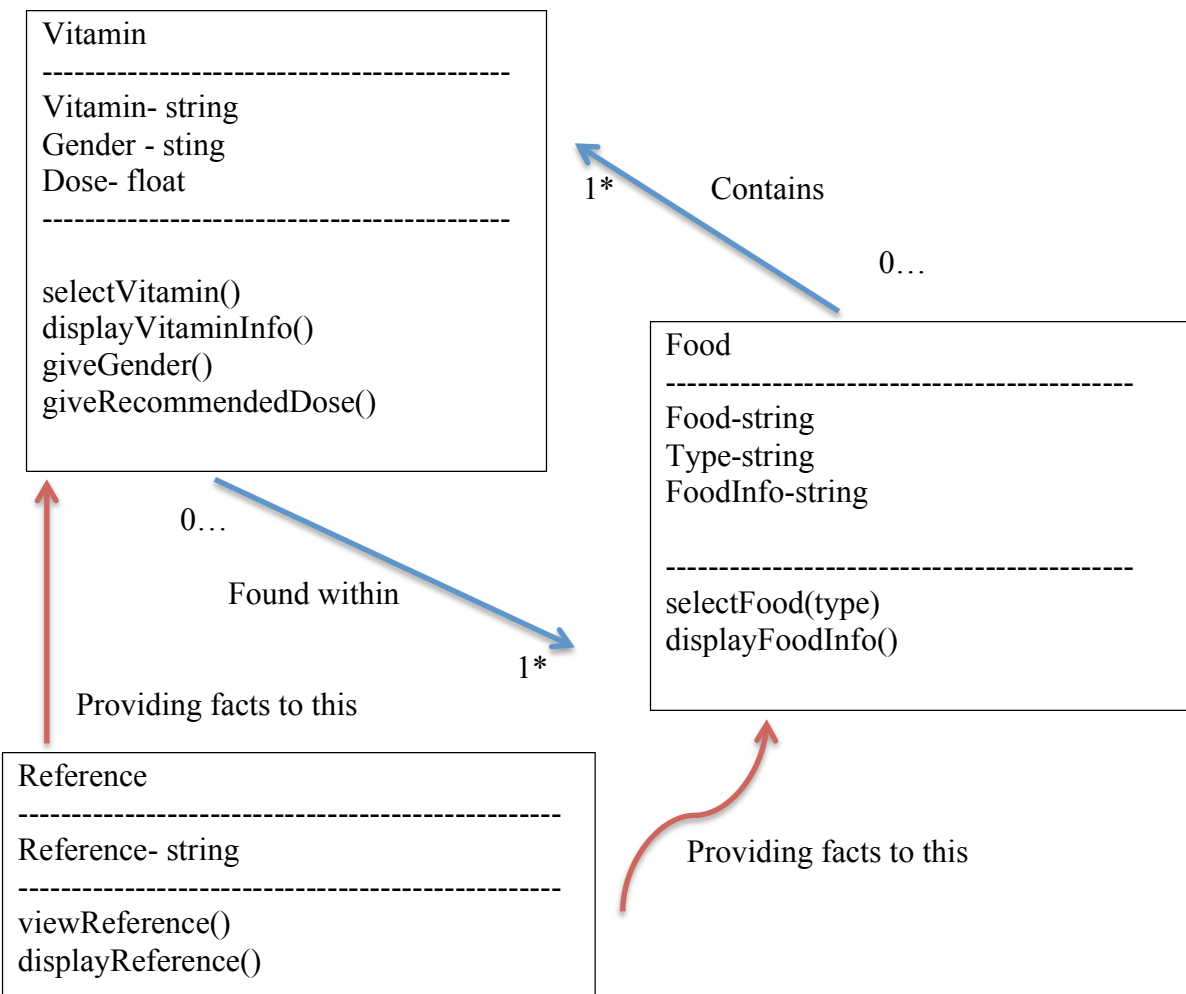 Vitamin
--------------------------------------------
Vitamin- string
Gender - sting
Dose- float
--------------------------------------------
selectVitamin()
displayVitaminInfo()
giveGender()
giveRecommendedDose()
1*
Contains
0…
Food
--------------------------------------------
Food-string
Type-string
FoodInfo-string
--------------------------------------------
selectFood(type)
displayFoodInfo()
0…
Found within
1*
Providing facts to this
Reference
---------------------------------------------------
Reference- string
---------------------------------------------------
viewReference()
displayReference()
Providing facts to this